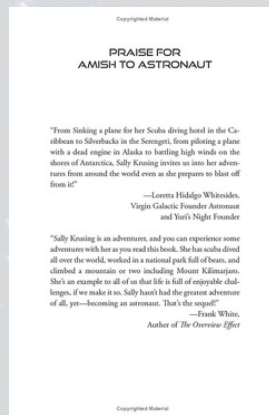 Copyrighted Material
PRAISE FOR
AMISH TO ASTRONAUT
"From Sinking a plane for her Scuba diving hotel in the Ca-
ribbean to Silverbacks in the Serengeti, from piloting a plane
with a dead engine in Alaska to battling high winds on the
shores of Antarctica, Sally Krusing invites us into her adven-
tures from around the world even as she prepares to blast off
from it!"
—Loretta Hidalgo Whitesides,
Virgin Galactic Founder Astronaut
and Yuri's Night Founder
"Sally Krusing is an adventurer, and you can experience some
adventures with her as you read this book. She has scuba dived
all over the world, worked in a national park full of bears, and
climbed a mountain or two including Mount Kilimarjaro.
She's an example to all of us that life is full of enjoyable chal-
lenges, if we make it so. Sally hasn't had the greatest adventure
of all, yet—becoming an astronaut. That's the sequel!"
—Frank White,
Author of The Overview Effect
Copyrighted Material